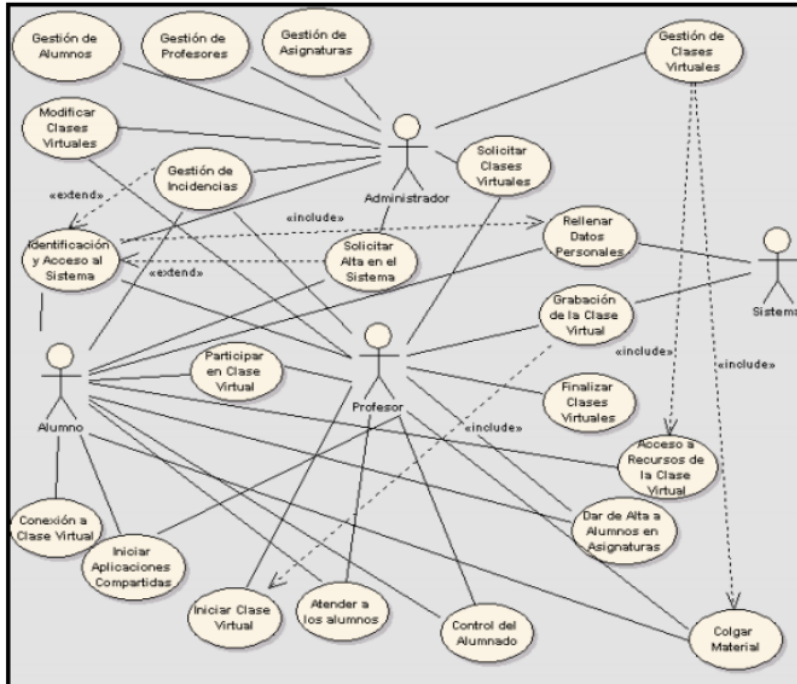 Gestión de
Alumnos
Gestión de
Profesores
Gestión de
Asignaturas
Gestión de
Clases
Virtuales
Modificar
Clases
Virtuales
Gestión de
Incidencias
Administrador
Solicitar
Clases
Virtuales
«extend»
«include»
Identificación
y Acceso al
Sistema
«extend»
Solicitar
Alta en el
Sistema
Rellenar
Datos
Personales
Sistema
Grabación
de la Clase
Virtual
Participar
en Clase
Virtual
Alumno
Profesor
«include»
«include»
Finalizar
Clases
Virtuales
«include»
Acceso a
Recursos de
la Clase
Virtual
Conexión a
Clase Virtual
Iniciar
Aplicaciones
Compartidas
Dar de Alta a
Alumnos en
Asignaturas
Iniciar Clase
Virtual
Atender a
los alumnos
Control del
Alumnado
Colgar
Material